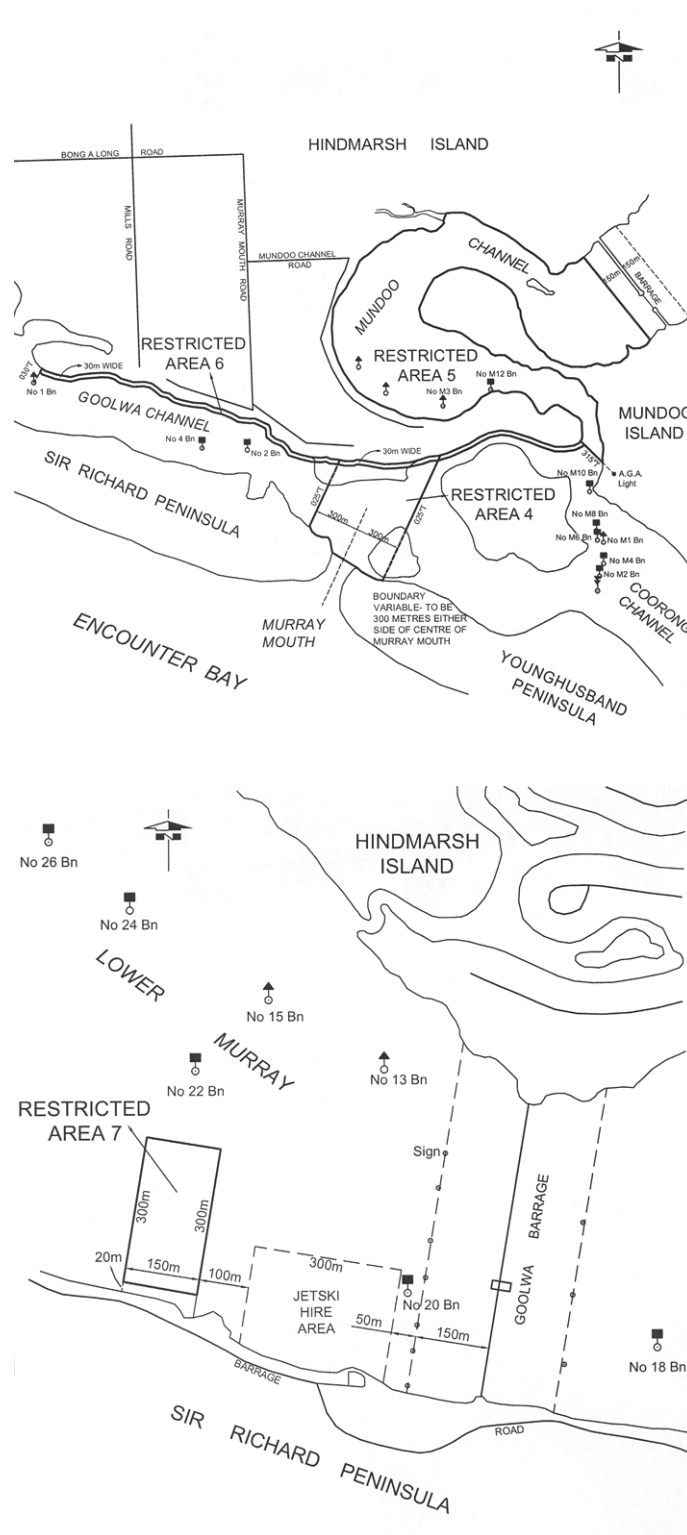 N
HINDMARSH ISLAND
BONG A LONG ROAD
MILLS
ROAD
MURRAY MOUTH ROAD
MUNDOO CHANNEL
ROAD
CHANNEL
MUNDOO
150m
150m
BARRAGE
RESTRICTED
AREA 6
RESTRICTED
AREA 5
030°T
30m WIDE
No 1 Bn
GOOLWA CHANNEL
No M12 Bn
No M3 Bn
MUNDOO
ISLAND
No 4 Bn
No 2 Bn
30m WIDE
315°T
A.G.A.
Light
SIR RICHARD PENINSULA
No M10 Bn
RESTRICTED
AREA 4
025°T
025°T
300m
300m
No M8 Bn
No M6 Bn
No M1 Bn
No M4 Bn
No M2 Bn
COORONG
CHANNEL
BOUNDARY
VARIABLE- TO BE
300 METRES EITHER
SIDE OF CENTRE OF
MURRAY MOUTH
MURRAY
MOUTH
ENCOUNTER BAY
YOUNGHUSBAND
PENINSULA
N
HINDMARSH
ISLAND
No 26 Bn
No 24 Bn
LOWER
No 15 Bn
MURRAY
No 13 Bn
No 22 Bn
RESTRICTED
AREA 7
Sign
300m
300m
20m
150m
100m
300m
JETSKI
HIRE
AREA
No 20 Bn
50m
150m
GOOLWA BARRAGE
No 18 Bn
BARRAGE
ROAD
SIR RICHARD PENINSULA